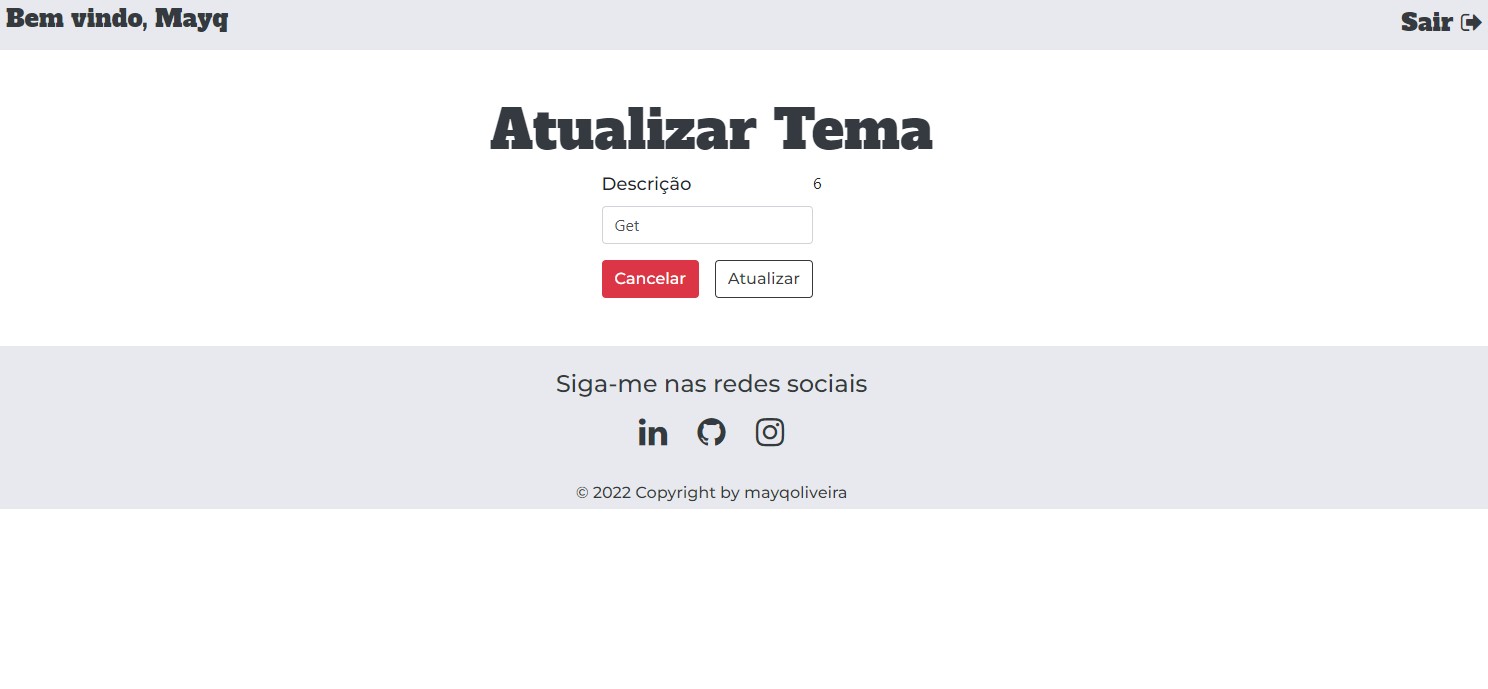 Bem vindo, Mayq
Sair
Atualizar Tema
Descrição 6
Get
Cancelar Atualizar
Siga-me nas redes sociais
in
© 2022 Copyright by mayqoliveira